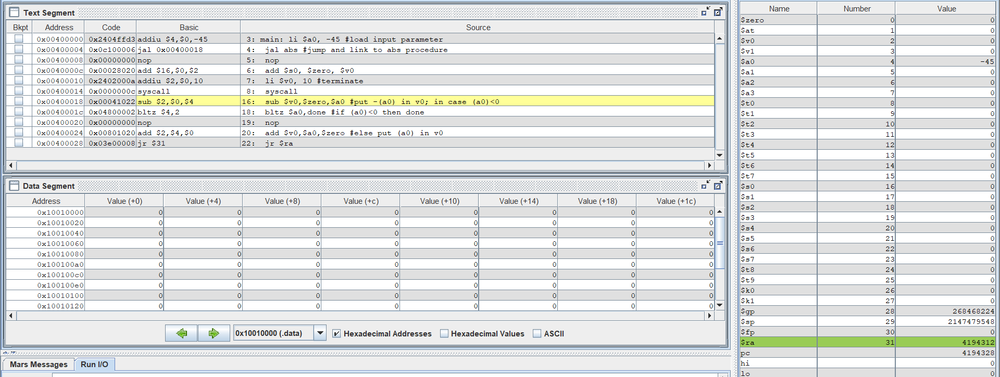 Text Segment
Bkpt Address Code Basic Source
0x00400000 0x2404ffd3 addiu $4,$0,-45 3: main: li $a0, -45 #load input parameter
0x00400004 0x0c100006 jal 0x00400018 4: jal abs #jump and link to abs procedure
0x00400008 0x00000000 nop 5: nop
0x0040000c 0x00028020 add $16,$0,$2 6: add $s0, $zero, $v0
0x00400010 0x2402000a addiu $2,$0,10 7: li $v0, 10 #terminate
0x00400014 0x0000000c syscall 8: syscall
0x00400018 0x00041022 sub $2,$0,$4 16: sub $v0,$zero,$a0 #put -(a0) in v0; in case (a0)<0
0x0040001c 0x04800002 bltz $4,2 18: bltz $a0,done #if (a0)<0 then done
0x00400020 0x00000000 nop 19: nop
0x00400024 0x00801020 add $2,$4,$0 20: add $v0,$a0,$zero #else put (a0) in v0
0x00400028 0x03e00008 jr $31 22: jr $ra
Data Segment
Address Value (+0) Value (+4) Value (+8) Value (+c) Value (+10) Value (+14) Value (+18) Value (+1c)
0x10010000 0 0 0 0 0 0 0 0
0x10010020 0 0 0 0 0 0 0 0
0x10010040 0 0 0 0 0 0 0 0
0x10010060 0 0 0 0 0 0 0 0
0x10010080 0 0 0 0 0 0 0 0
0x100100a0 0 0 0 0 0 0 0 0
0x100100c0 0 0 0 0 0 0 0 0
0x100100e0 0 0 0 0 0 0 0 0
0x10010100 0 0 0 0 0 0 0 0
0x10010120 0 0 0 0 0 0 0 0
0x10010000 (.data) Hexadecimal Addresses Hexadecimal Values ASCII
Mars Messages Run I/O
Name Number Value
$zero 0 0
$at 1 0
$v0 2 0
$v1 3 0
$a0 4 -45
$a1 5 0
$a2 6 0
$a3 7 0
$t0 8 0
$t1 9 0
$t2 10 0
$t3 11 0
$t4 12 0
$t5 13 0
$t6 14 0
$t7 15 0
$s0 16 0
$s1 17 0
$s2 18 0
$s3 19 0
$s4 20 0
$s5 21 0
$s6 22 0
$s7 23 0
$t8 24 0
$t9 25 0
$k0 26 0
$k1 27 0
$gp 28 268468224
$sp 29 2147479548
$fp 30 0
$ra 31 4194312
pc 4194328
hi 0
lo 0